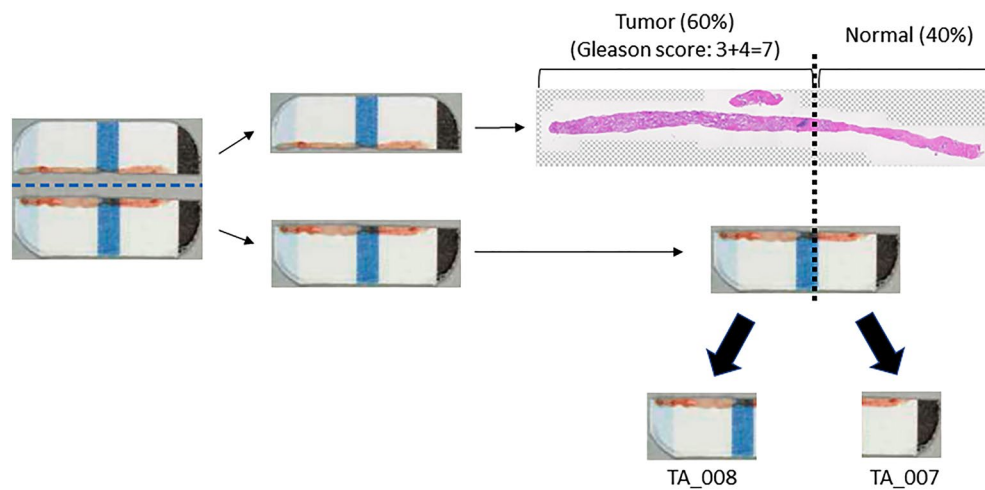 Tumor (60%)
(Gleason score: 3+4=7)
Normal (40%)
TA_008
TA_007